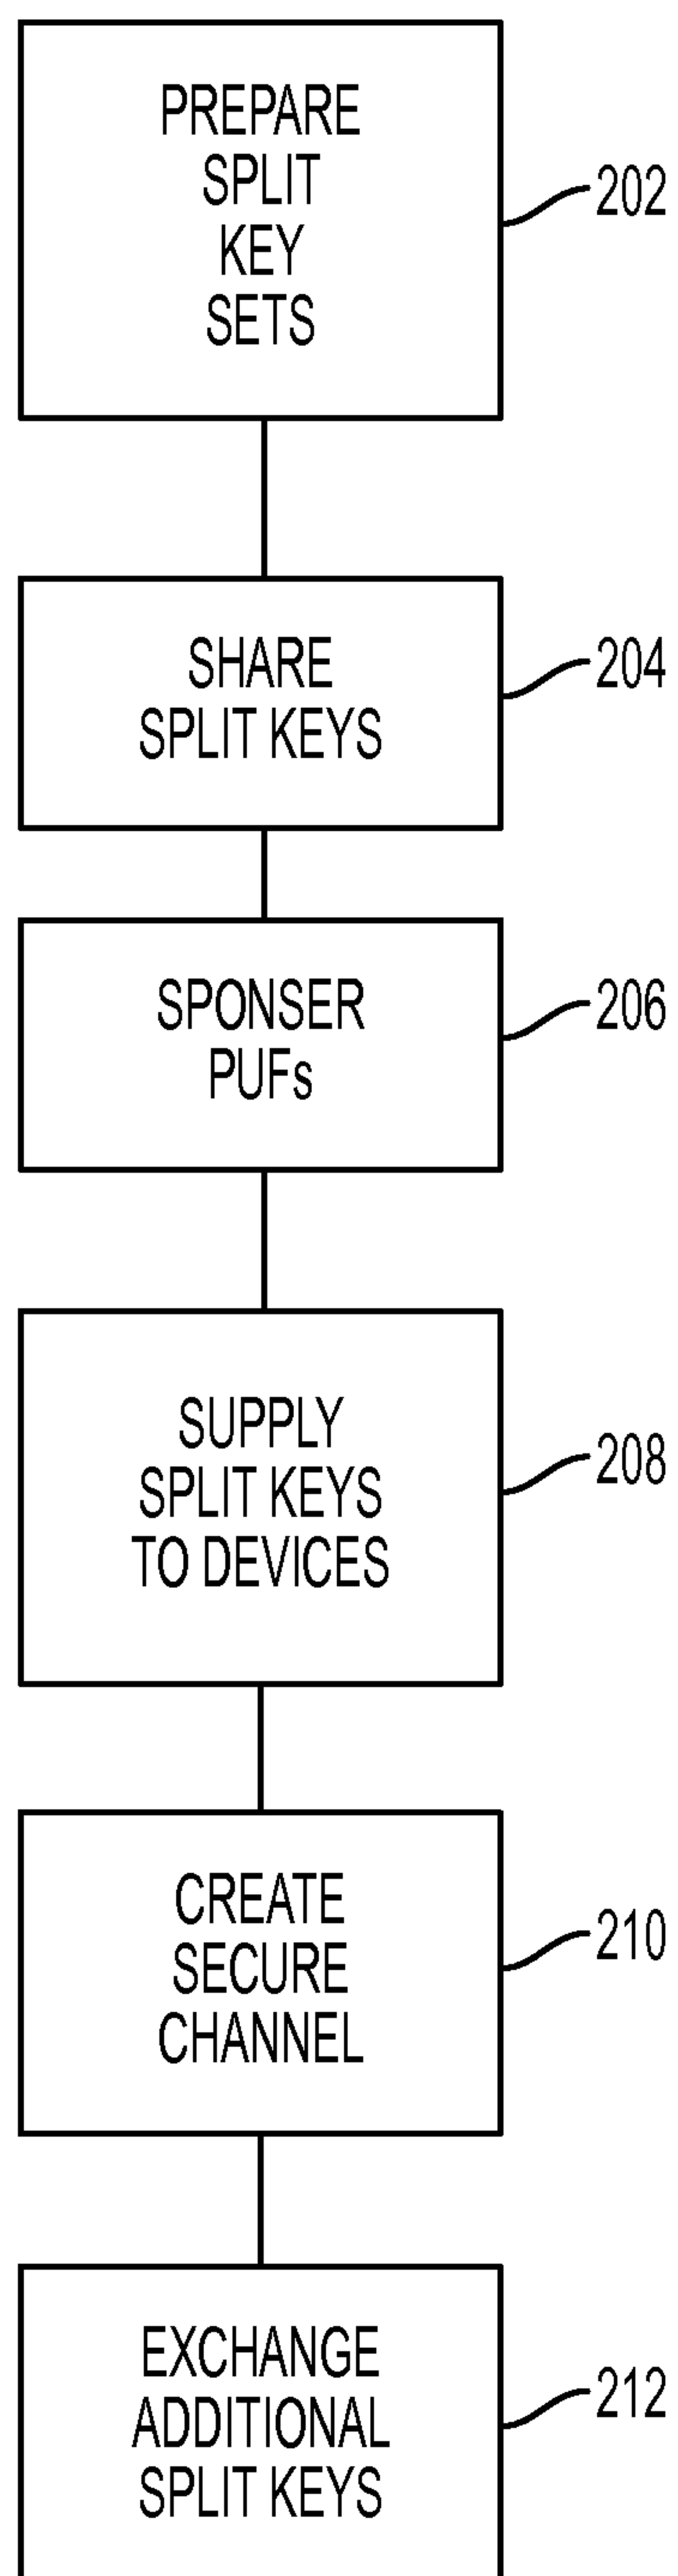 PREPARE
SPLIT
KEY
SETS
202
SHARE
SPLIT KEYS
204
SPONSER
PUFs
206
SUPPLY
SPLIT KEYS
TO DEVICES
208
CREATE
SECURE
CHANNEL
210
EXCHANGE
ADDITIONAL
SPLIT KEYS
212